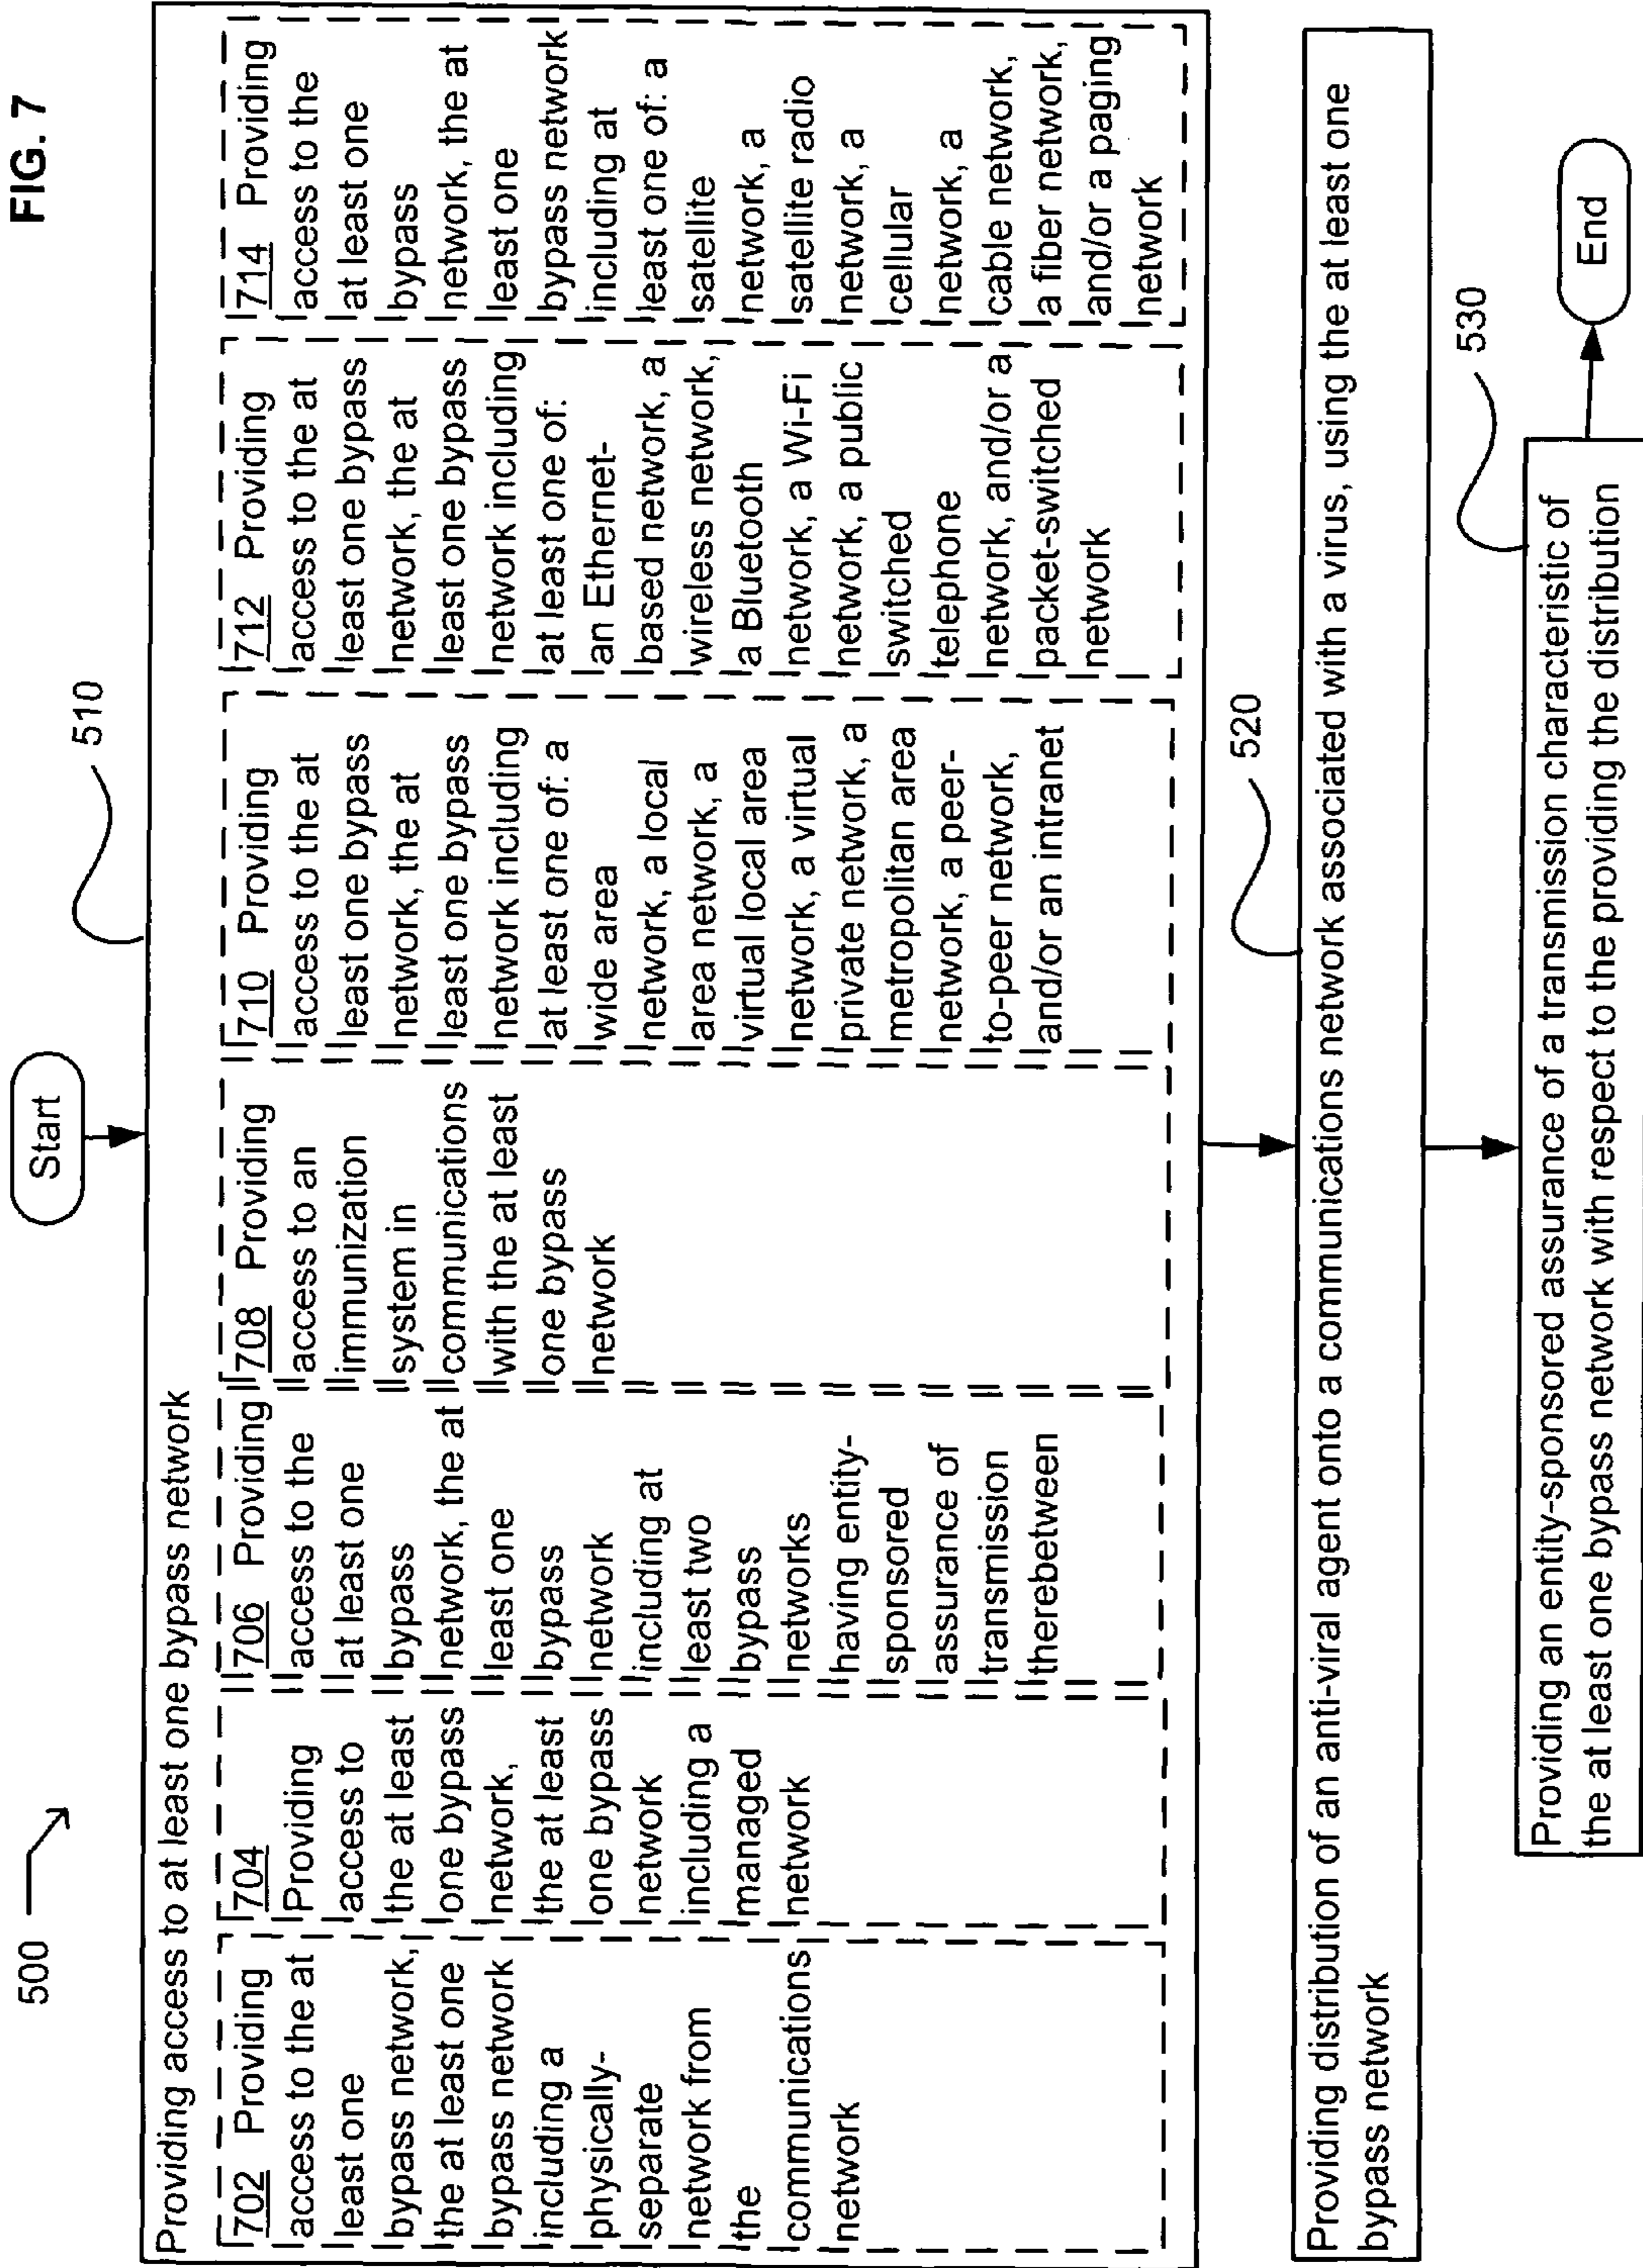 FIG. 7
500
Start
510
Providing access to at least one bypass network
702 Providing
access to the at
least one
bypass network,
the at least one
bypass network
including a
physically-
separate
network from
the
communications
network
704
Providing
access to
the at least
one bypass
network,
the at least
one bypass
network
including a
managed
network
706 Providing
access to the
at least one
bypass
network, the at
least one
bypass
network
including at
least two
bypass
networks
having entity-
sponsored
assurance of
transmission
therebetween
708 Providing
access to an
immunization
system in
communications
with the at least
one bypass
network
710 Providing
access to the at
least one bypass
network, the at
least one bypass
network including
at least one of: a
wide area
network, a local
area network, a
virtual local area
network, a virtual
private network, a
metropolitan area
network, a peer-
to-peer network,
and/or an intranet
712 Providing
access to the at
least one bypass
network, the at
least one bypass
network including
at least one of:
an Ethernet-
based network, a
wireless network,
a Bluetooth
network, a Wi-Fi
network, a public
switched
telephone
network, and/or a
packet-switched
network
714 Providing
access to the
at least one
bypass
network, the at
least one
bypass network
including at
least one of: a
satellite
network, a
satellite radio
network, a
cellular
network, a
cable network,
a fiber network,
and/or a paging
network
520
Providing distribution of an anti-viral agent onto a communications network associated with a virus, using the at least one
bypass network
530
Providing an entity-sponsored assurance of a transmission characteristic of
the at least one bypass network with respect to the providing the distribution
End